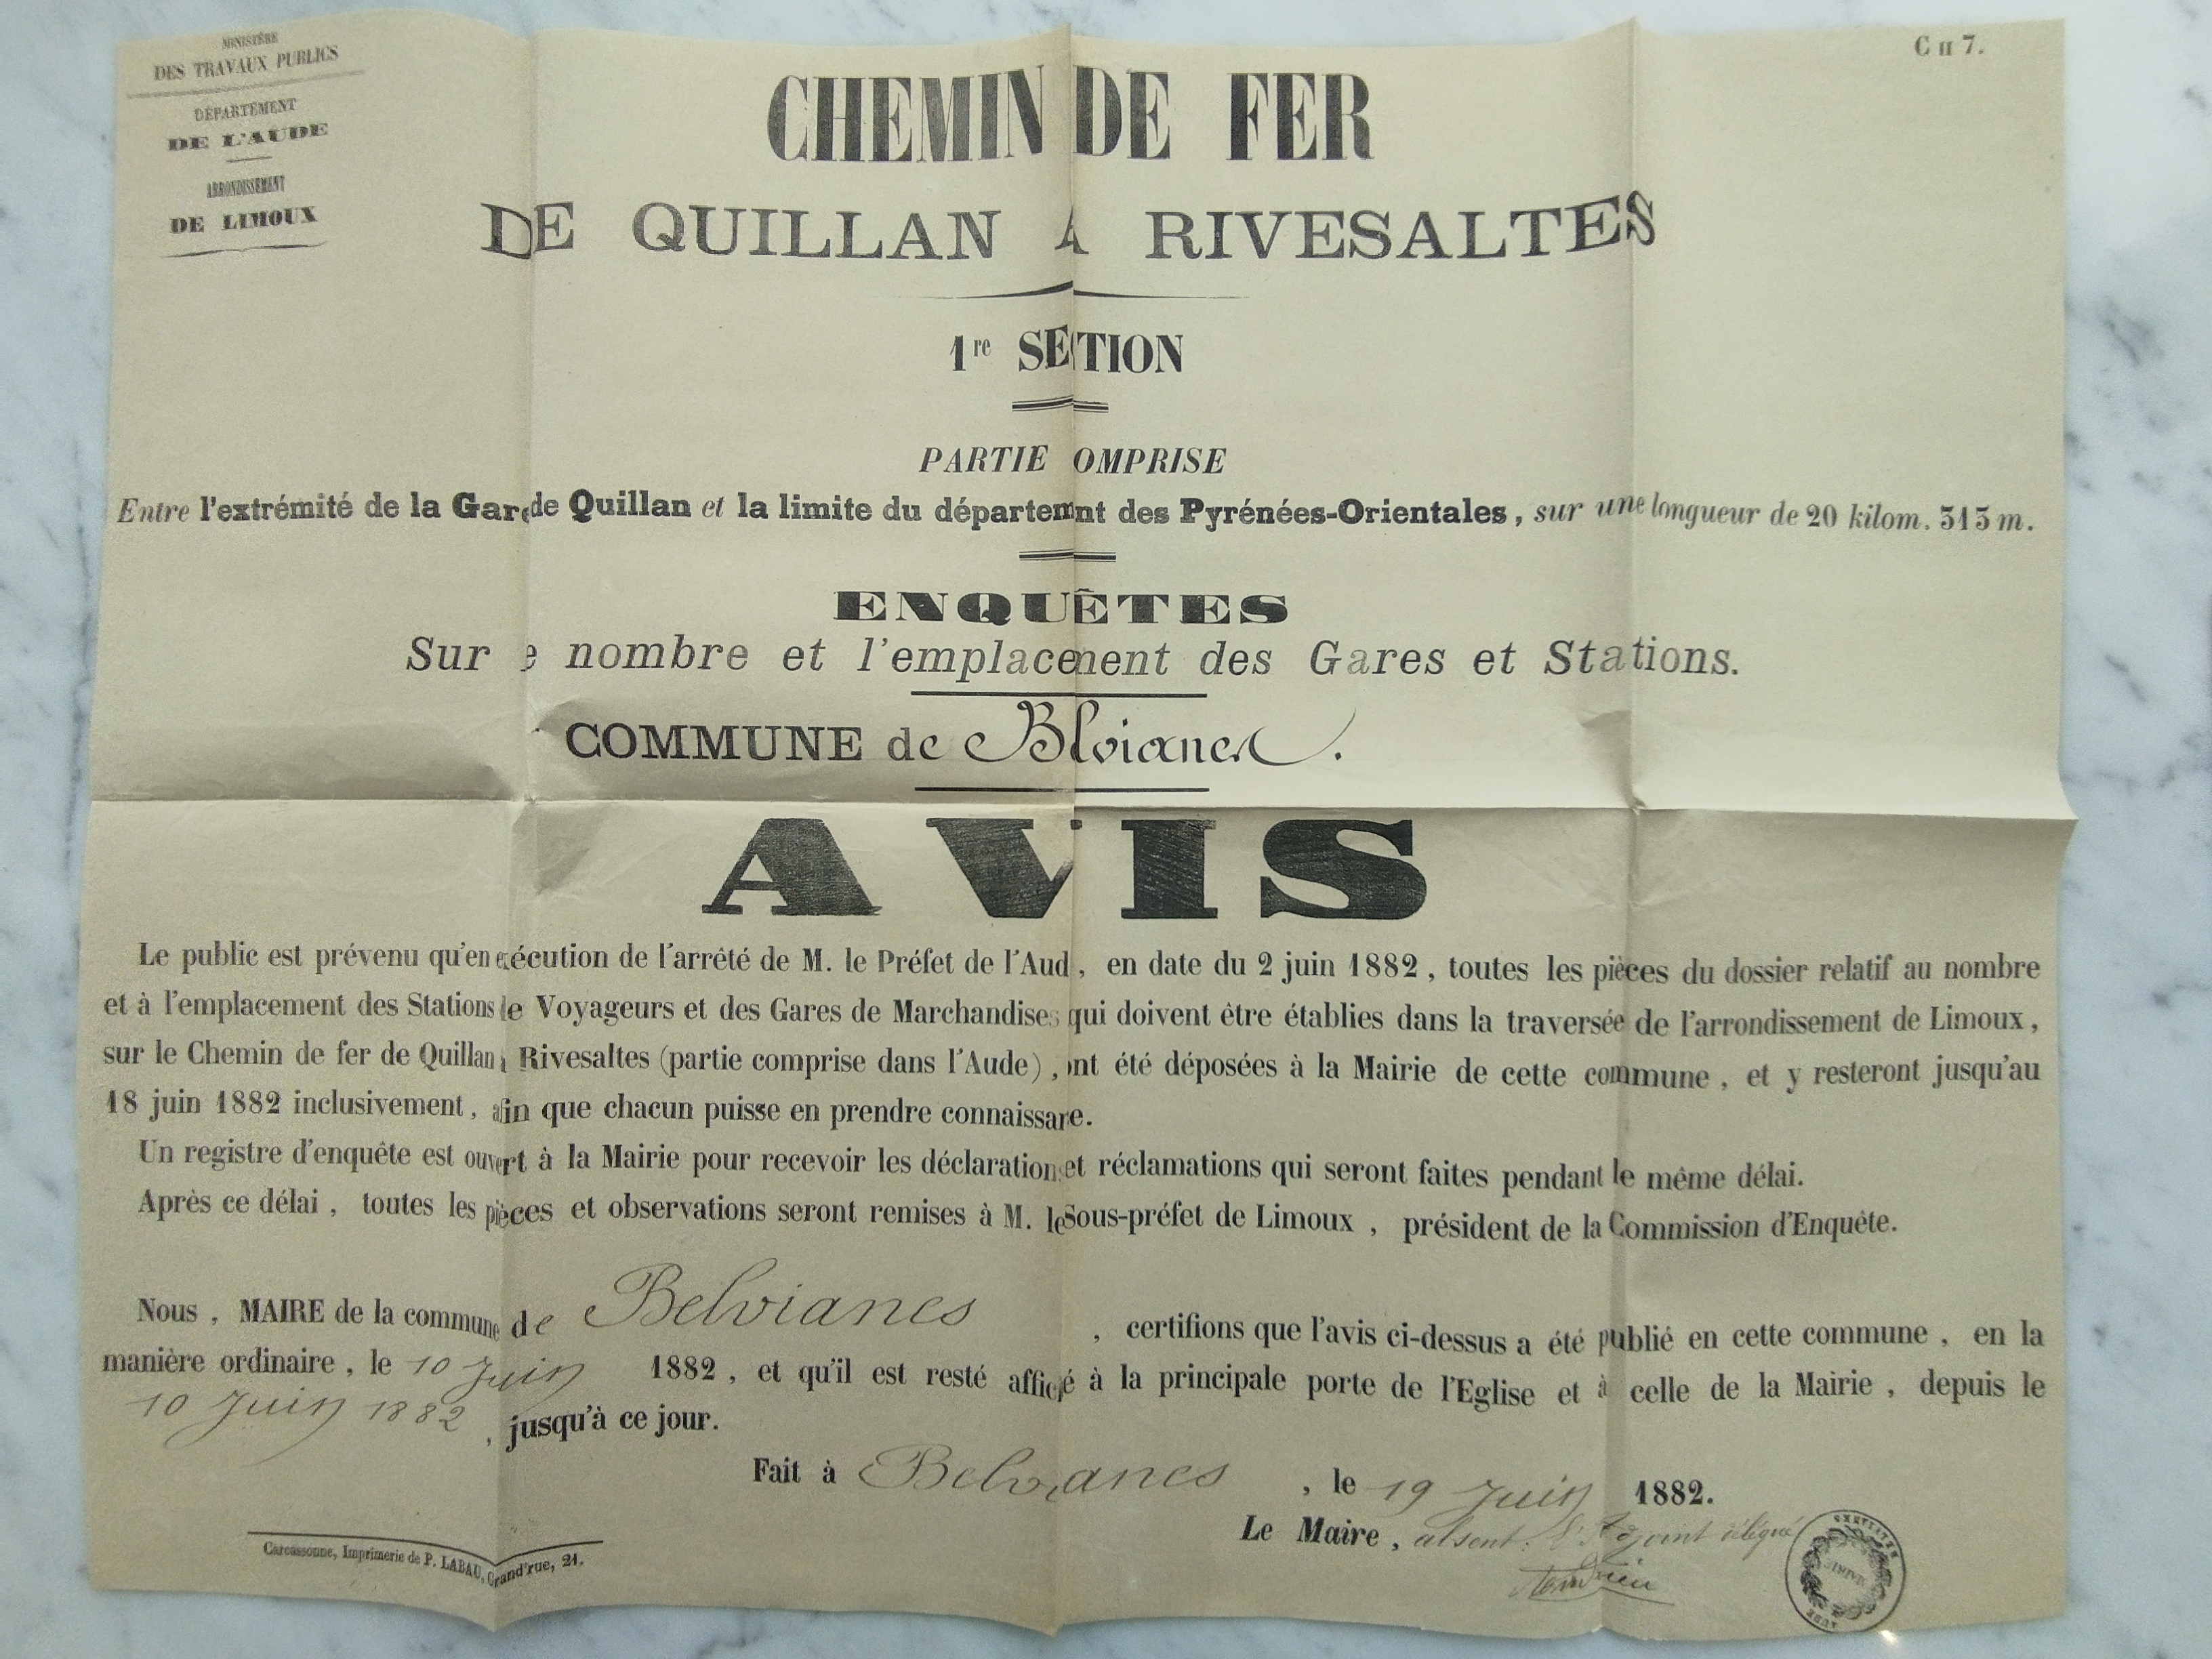 MINISTÈRE
DES TRAVAUX PUBLICS
DÉPARTEMENT
DE L'AUDE
ARRONDISSEMENT
DE LIMOUX
C H 7.
CHEMIN DE FER
DE QUILLAN A RIVESALTES
1re SECTION
PARTIE OMPRISE
Entre l'extrémité de la Gare de Quillan et la limite du département des Pyrénées-Orientales, sur une longueur de 20 kilom. 313 m.
ENQUÊTES
Sur e nombre et l'emplacement des Gares et Stations.
COMMUNE de Blvianes.
AVIS
Le public est prévenu qu'en exécution de l'arrêté de M. le Préfet de l'Aud, en date du 2 juin 1882, toutes les pièces du dossier relatif au nombre
et à l'emplacement des Stations de Voyageurs et des Gares de Marchandises qui doivent être établies dans la traversée de l'arrondissement de Limoux,
sur le Chemin de fer de Quillan à Rivesaltes (partie comprise dans l'Aude), ont été déposées à la Mairie de cette commune, et y resteront jusqu'au
18 juin 1882 inclusivement, afin que chacun puisse en prendre connaissance.
Un registre d'enquête est ouvert à la Mairie pour recevoir les déclarations et réclamations qui seront faites pendant le même délai.
Après ce délai, toutes les pièces et observations seront remises à M. le Sous-préfet de Limoux, président de la Commission d'Enquête.
Nous, MAIRE de la commune de Belvianes, certifions que l'avis ci-dessus a été publié en cette commune, en la
manière ordinaire, le 10 Juin 1882, et qu'il est resté affiché à la principale porte de l'Eglise et à celle de la Mairie, depuis le
10 Juin 1882, jusqu'à ce jour.
Fait à Belvianes, le 19 Juin 1882.
Le Maire, absent: l'Adjoint délégué
Carcassonne, Imprimerie de P. LABAU, Grand'rue, 21.
MAIRIE
AUDE